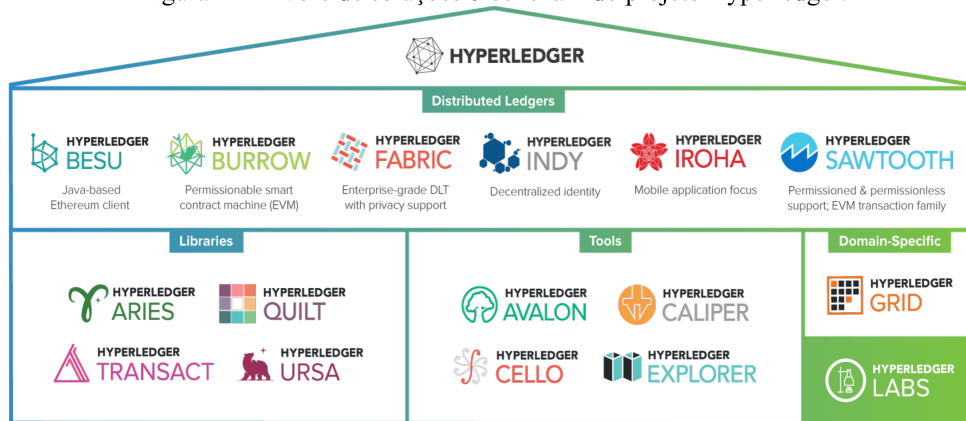 HYPERLEDGER
Distributed Ledgers
HYPERLEDGER
BESU
Java-based
Ethereum client
HYPERLEDGER
BURROW
Permissionable smart
contract machine (EVM)
HYPERLEDGER
FABRIC
Enterprise-grade DLT
with privacy support
HYPERLEDGER
INDY
Decentralized identity
HYPERLEDGER
IROHA
Mobile application focus
HYPERLEDGER
SAWTOOTH
Permissioned & permissionless
support; EVM transaction family
Libraries
HYPERLEDGER
ARIES
HYPERLEDGER
QUILT
HYPERLEDGER
TRANSACT
HYPERLEDGER
URSA
Tools
HYPERLEDGER
AVALON
HYPERLEDGER
CALIPER
HYPERLEDGER
CELLO
HYPERLEDGER
EXPLORER
Domain-Specific
HYPERLEDGER
GRID
HYPERLEDGER
LABS